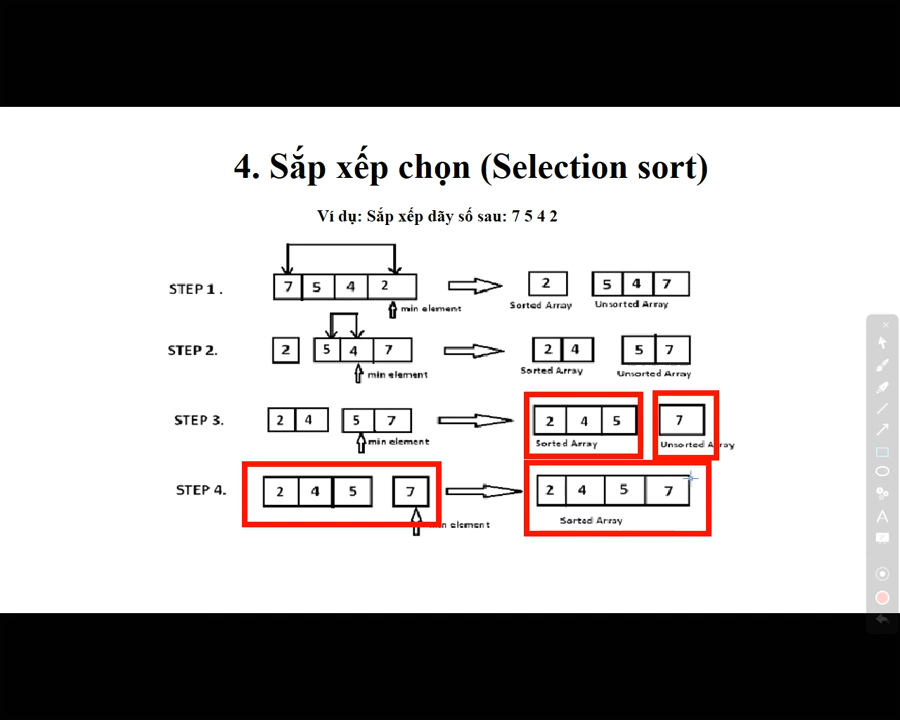 4. Sắp xếp chọn (Selection sort)
Ví dụ: Sắp xếp dãy số sau: 7 5 4 2
STEP 1 .
7 5 4 2
2
5 4 7
min element
Sorted Array
Unsorted Array
STEP 2.
2
5 4 7
2 4
5 7
min element
Sorted Array
Unsorted Array
STEP 3.
2 4
5 7
2 4 5
7
min element
Sorted Array
Unsorted Array
STEP 4.
2 4 5
7
2 4 5 7
min element
Sorted Array
A